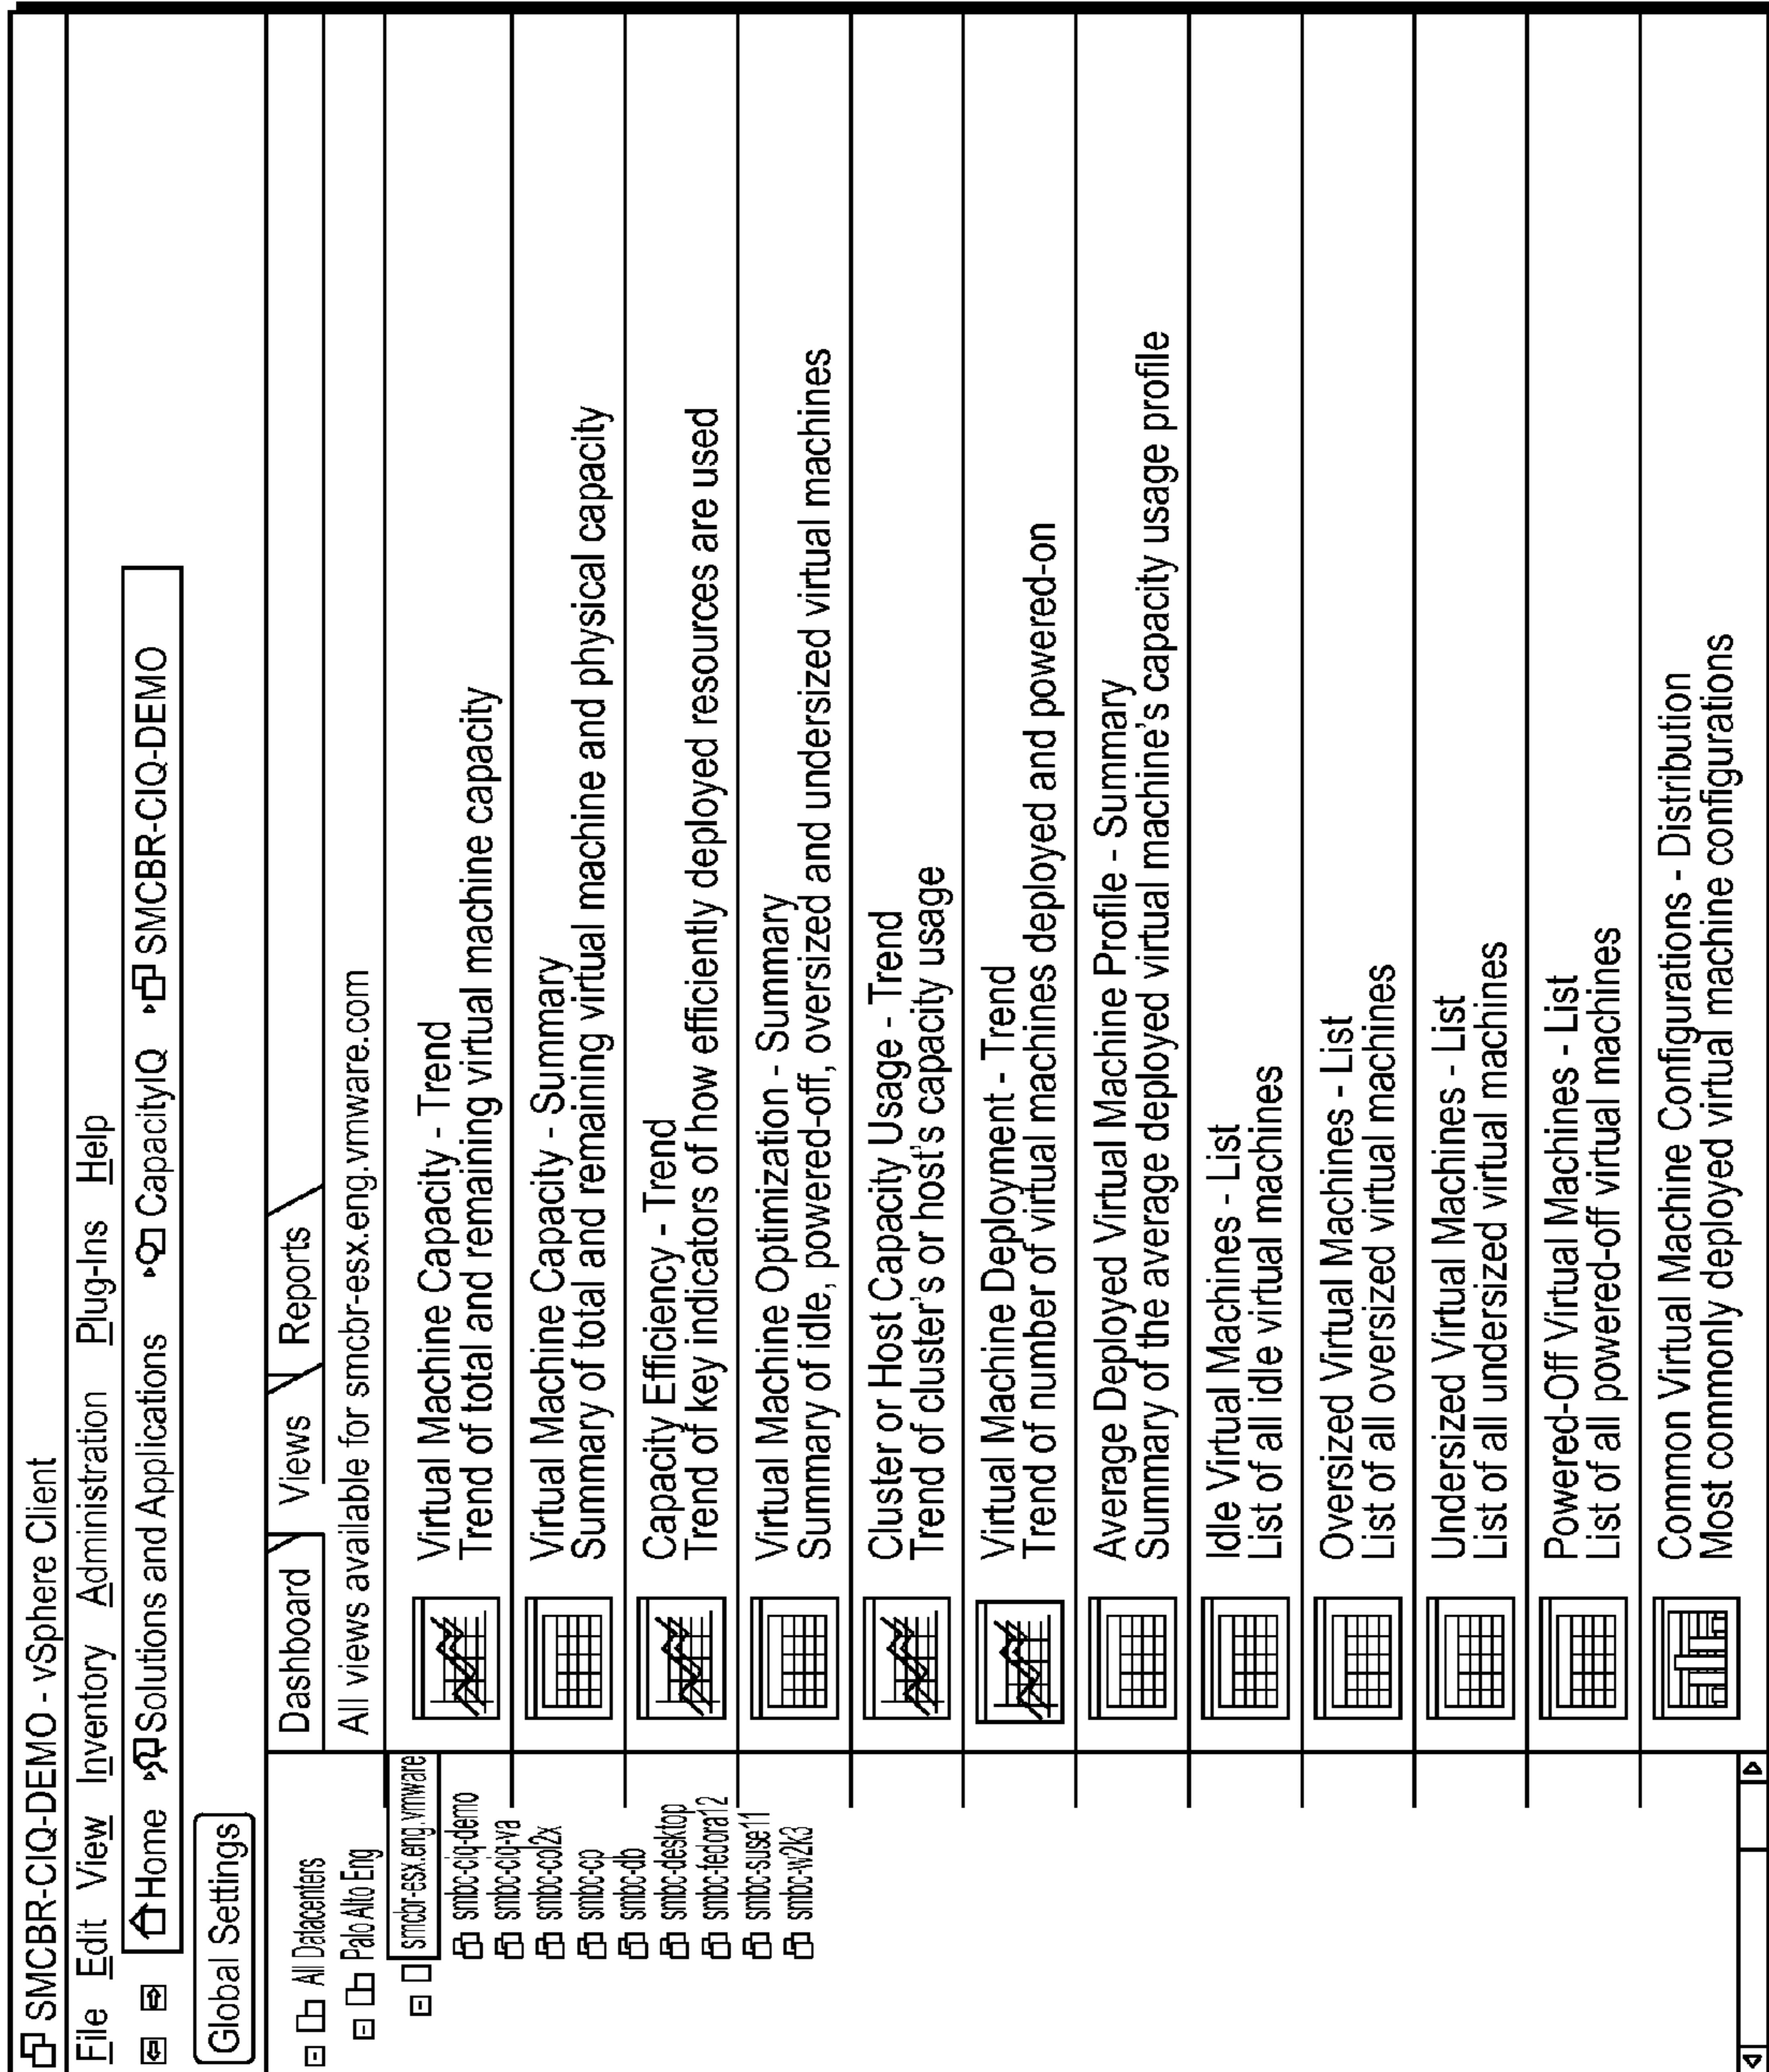 SMCBR-CIQ-DEMO - vSphere Client
File Edit View Inventory Administration Plug-Ins Help
Home Solutions and Applications CapacityIQ SMCBR-CIQ-DEMO
Global Settings
All Datacenters
Palo Alto Eng
smcbr-esx.eng.vmware
smbc-ciq-demo
smbc-ciq-va
smbc-col2x
smbc-cp
smbc-db
smbc-desktop
smbc-fedora12
smbc-suse11
smbc-w2k3
Dashboard Views Reports
All views available for smcbr-esx.eng.vmware.com
Virtual Machine Capacity - Trend
Trend of total and remaining virtual machine capacity
Virtual Machine Capacity - Summary
Summary of total and remaining virtual machine and physical capacity
Capacity Efficiency - Trend
Trend of key indicators of how efficiently deployed resources are used
Virtual Machine Optimization - Summary
Summary of idle, powered-off, oversized and undersized virtual machines
Cluster or Host Capacity Usage - Trend
Trend of cluster's or host's capacity usage
Virtual Machine Deployment - Trend
Trend of number of virtual machines deployed and powered-on
Average Deployed Virtual Machine Profile - Summary
Summary of the average deployed virtual machine's capacity usage profile
Idle Virtual Machines - List
List of all idle virtual machines
Oversized Virtual Machines - List
List of all oversized virtual machines
Undersized Virtual Machines - List
List of all undersized virtual machines
Powered-Off Virtual Machines - List
List of all powered-off virtual machines
Common Virtual Machine Configurations - Distribution
Most commonly deployed virtual machine configurations